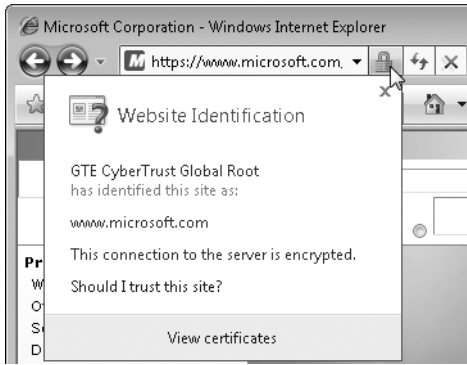 Microsoft Corporation - Windows Internet Explorer
https://www.microsoft.com.
Website Identification
GTE CyberTrust Global Root
has identified this site as:
www.microsoft.com
This connection to the server is encrypted.
Should I trust this site?
View certificates
Pr
W
O
S
D